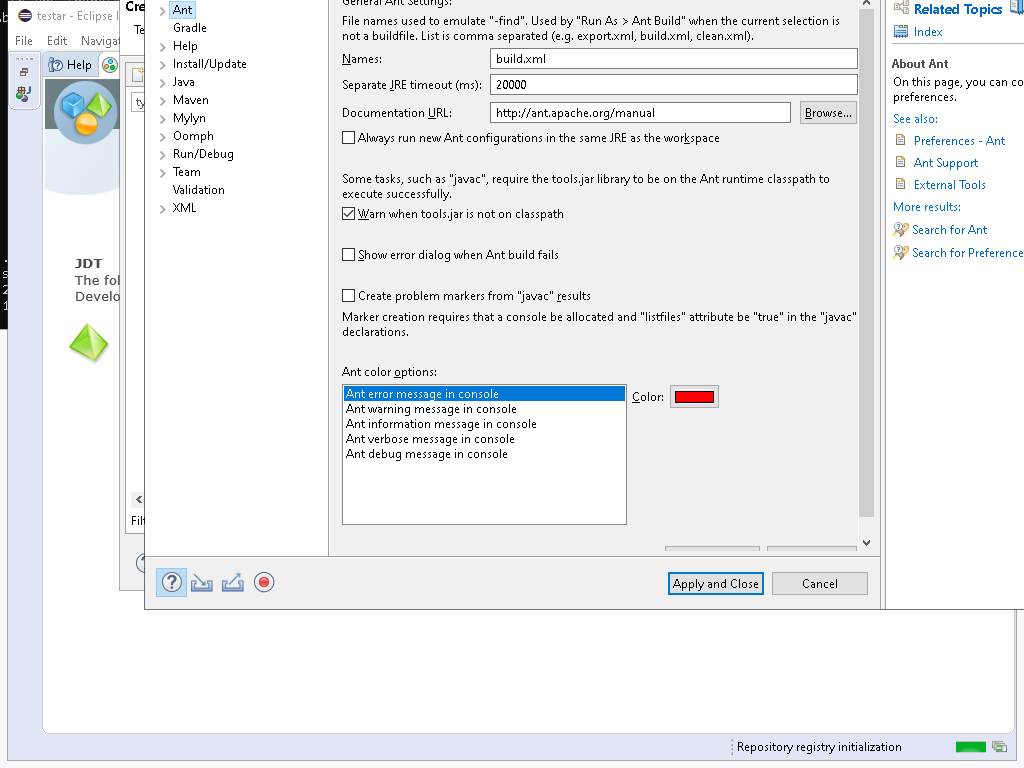 testar - Eclipse I
File Edit Navigat
Help
JDT
The fol
Develo
Cre
Te
ty
Filt
Ant
Gradle
Help
Install/Update
Java
Maven
Mylyn
Oomph
Run/Debug
Team
Validation
XML
General Ant Settings:
File names used to emulate "-find". Used by "Run As > Ant Build" when the current selection is
not a buildfile. List is comma separated (e.g. export.xml, build.xml, clean.xml).
Names: build.xml
Separate JRE timeout (ms): 20000
Documentation URL: http://ant.apache.org/manual Browse...
Always run new Ant configurations in the same JRE as the workspace
Some tasks, such as "javac", require the tools.jar library to be on the Ant runtime classpath to
execute successfully.
Warn when tools.jar is not on classpath
Show error dialog when Ant build fails
Create problem markers from "javac" results
Marker creation requires that a console be allocated and "listfiles" attribute be "true" in the "javac"
declarations.
Ant color options:
Ant error message in console
Ant warning message in console
Ant information message in console
Ant verbose message in console
Ant debug message in console
Color:
Apply and Close Cancel
Related Topics
Index
About Ant
On this page, you can co
preferences.
See also:
Preferences - Ant
Ant Support
External Tools
More results:
Search for Ant
Search for Preference
Repository registry initialization